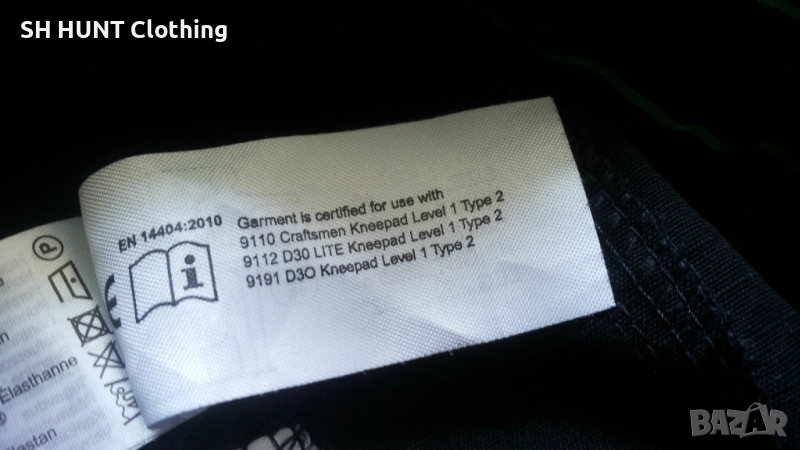 SH HUNT Clothing
EN 14404:2010
Garment is certified for use with
9110 Craftsmen Kneepad Level 1 Type 2
9112 D30 LITE Kneepad Level 1 Type 2
9191 D3O Kneepad Level 1 Type 2
i
CE
P
Elasthanne
®
BAZAR